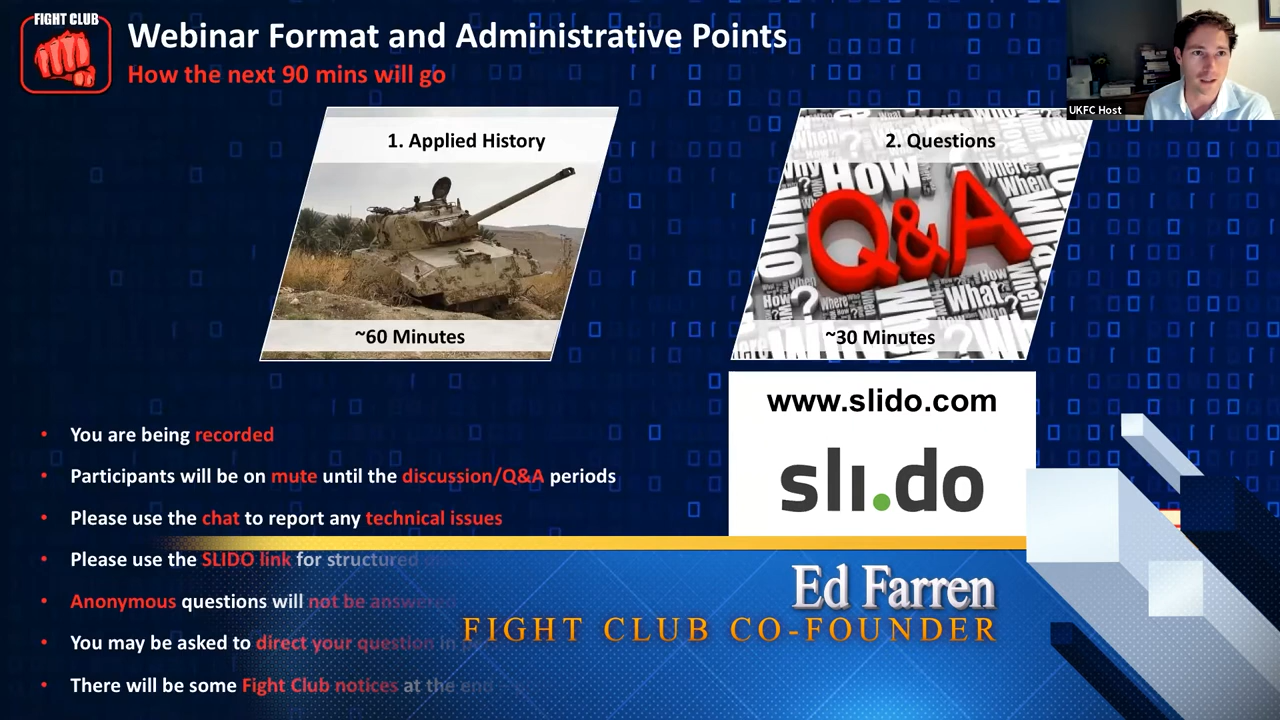 FIGHT CLUB
Webinar Format and Administrative Points
How the next 90 mins will go
UKFC Host
1. Applied History
~60 Minutes
2. Questions
Q&A
~30 Minutes
www.slido.com
sli.do
• You are being recorded
• Participants will be on mute until the discussion/Q&A periods
• Please use the chat to report any technical issues
• Please use the SLIDO link for structured
• Anonymous questions will not be answered
• You may be asked to direct your question in
• There will be some Fight Club notices at the end
Ed Farren
FIGHT CLUB CO-FOUNDER